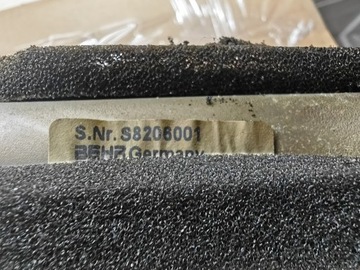 S.Nr. S8206001
BEHR Germany